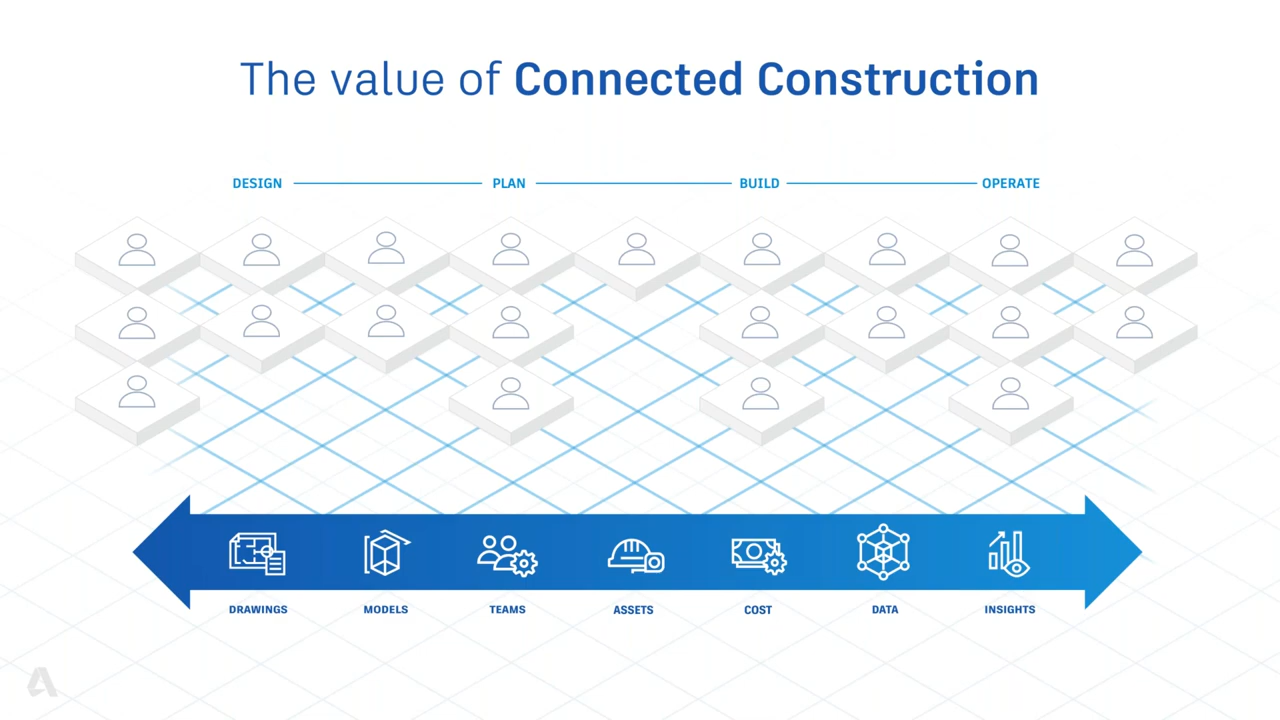 The value of Connected Construction
DESIGN PLAN BUILD OPERATE
DRAWINGS MODELS TEAMS ASSETS COST DATA INSIGHTS